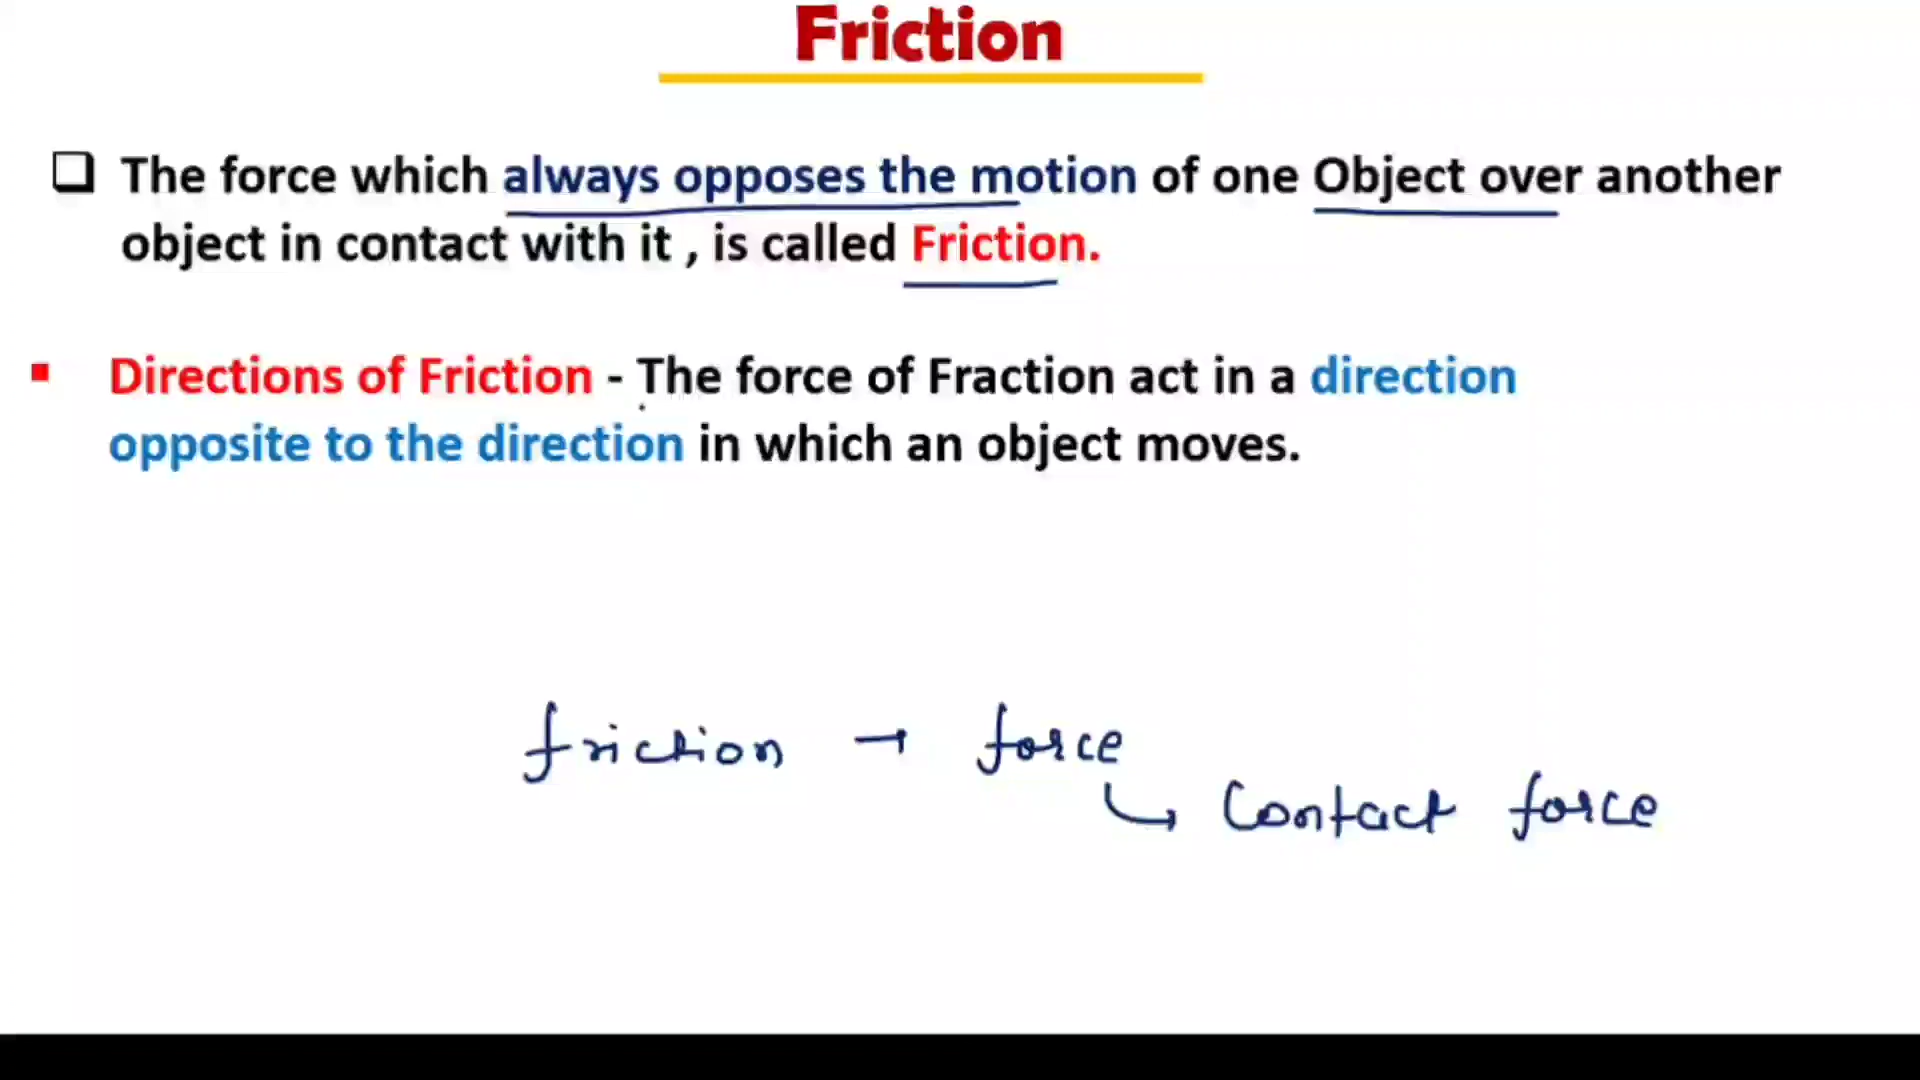 Friction
The force which always opposes the motion of one Object over another
object in contact with it , is called Friction.
Directions of Friction - The force of Fraction act in a direction
opposite to the direction in which an object moves.
friction → force
↳ Contact force